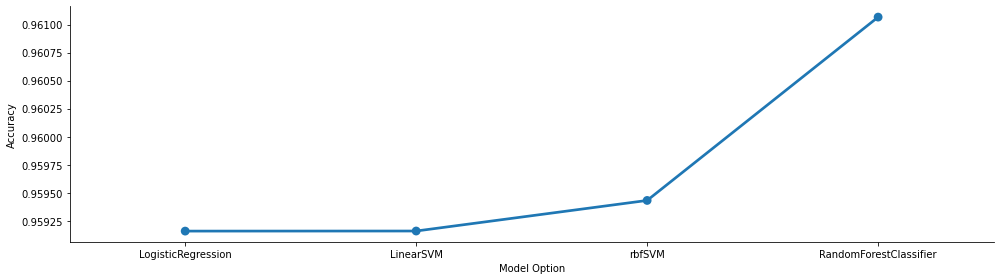 0.96100
0.96075
0.96050
0.96025
0.96000
0.95975
0.95950
0.95925
Accuracy
LogisticRegression
LinearSVM
rbfSVM
RandomForestClassifier
Model Option